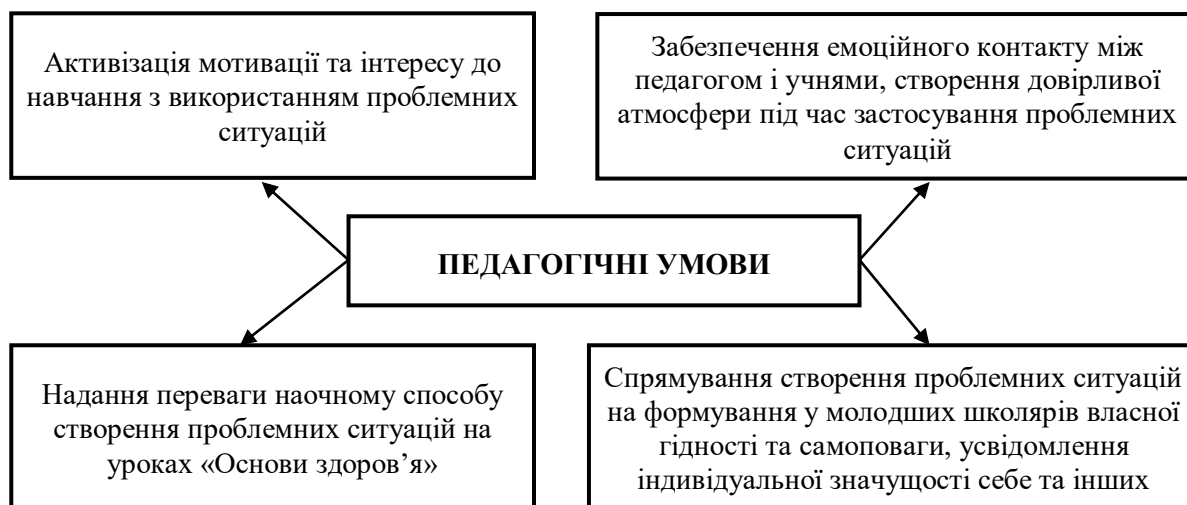 Активізація мотивації та інтересу до
навчання з використанням проблемних
ситуацій
Забезпечення емоційного контакту між
педагогом і учнями, створення довірливої
атмосфери під час застосування проблемних
ситуацій
ПЕДАГОГІЧНІ УМОВИ
Надання переваги наочному способу
створення проблемних ситуацій на
уроках «Основи здоров’я»
Спрямування створення проблемних ситуацій
на формування у молодших школярів власної
гідності та самоповаги, усвідомлення
індивідуальної значущості себе та інших